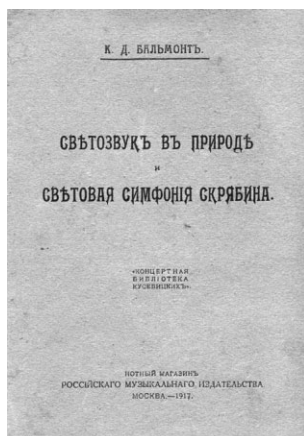 К. Д. БАЛЬМОНТЪ.
СВѢТОЗВУКЪ ВЪ ПРИРОДѢ
И
СВѢТОВАЯ СИМФОНІЯ СКРЯБИНА.
«КОНЦЕРТНАЯ
БИБЛІОТЕКА
КУСЕВИЦКИХЪ».
НОТНЫЙ МАГАЗИНЪ
РОССІЙСКАГО МУЗЫКАЛЬНАГО ИЗДАТЕЛЬСТВА
МОСКВА.—1917.